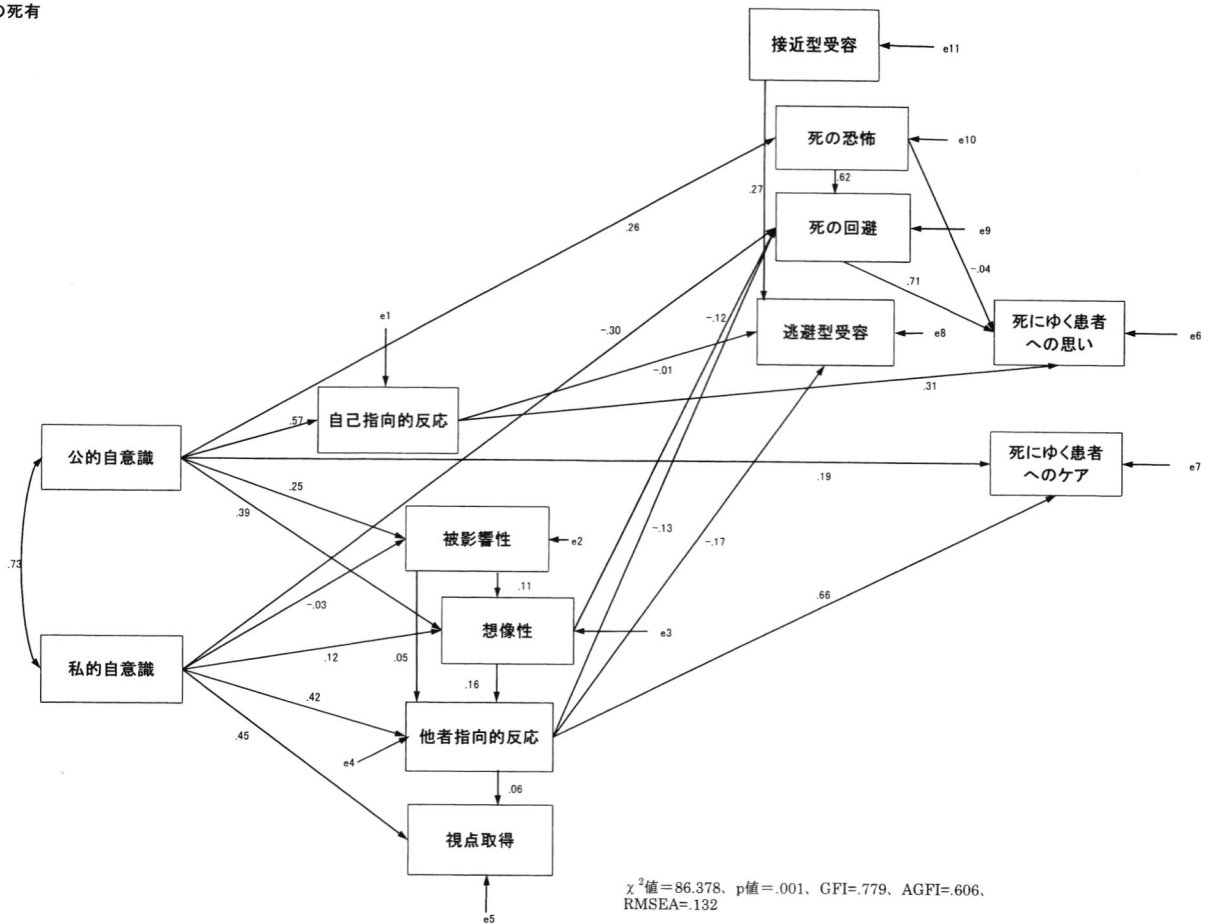 の死有
接近型受容
e11
死の恐怖
e10
.62
.27
死の回避
e9
.26
-.04
.71
e1
-.30
-.12
逃避型受容
e8
死にゆく患者
への思い
e6
-.01
.31
自己指向的反応
.57
公的自意識
死にゆく患者
へのケア
e7
.19
.25
.39
被影響性
e2
-.13
-.17
.73
.11
-.03
.66
想像性
e3
私的自意識
.12
.05
.16
.42
.45
他者指向的反応
e4
.06
視点取得
e5
χ²値＝86.378、p値＝.001、GFI=.779、AGFI=.606、
RMSEA=.132